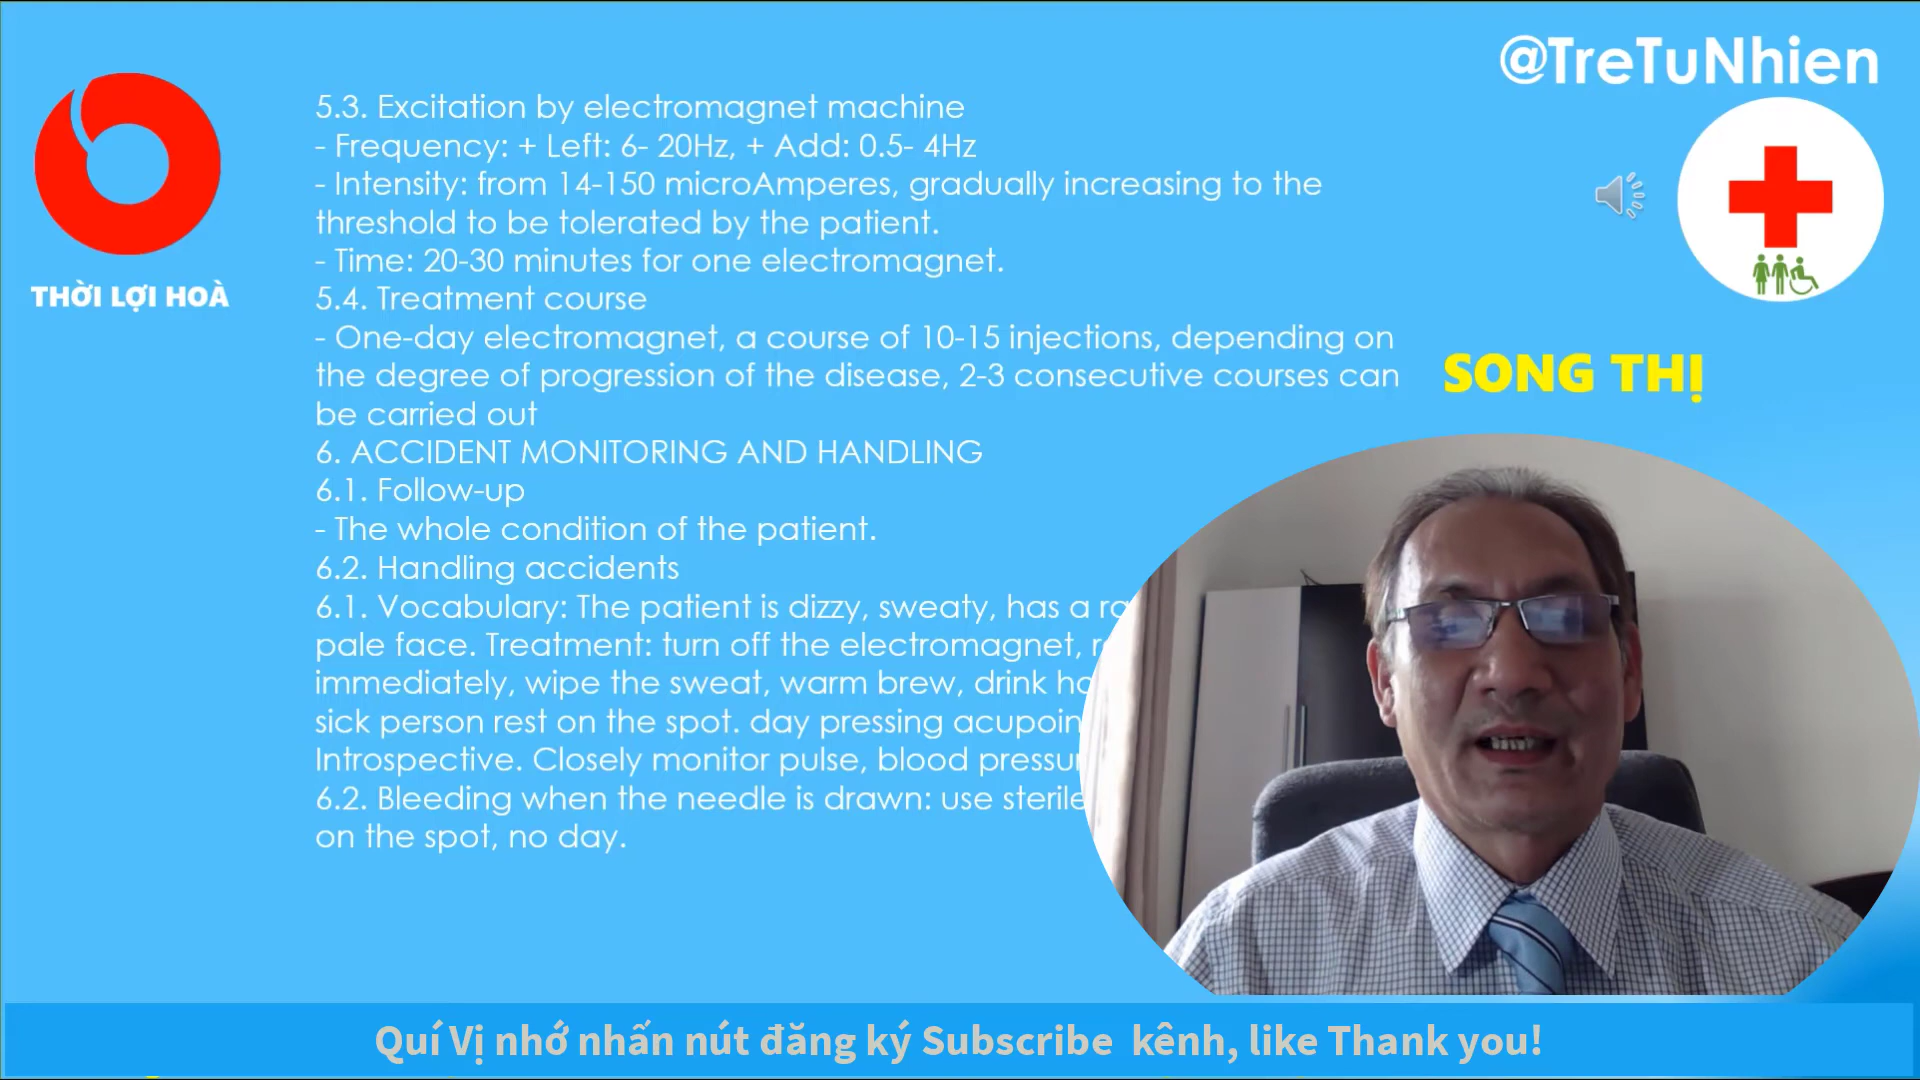 @TreTuNhien
5.3. Excitation by electromagnet machine
- Frequency: + Left: 6- 20Hz, + Add: 0.5- 4Hz
- Intensity: from 14-150 microAmperes, gradually increasing to the
threshold to be tolerated by the patient.
- Time: 20-30 minutes for one electromagnet.
THỜI LỢI HOÀ
5.4. Treatment course
- One-day electromagnet, a course of 10-15 injections, depending on
the degree of progression of the disease, 2-3 consecutive courses can
be carried out
SONG THỊ
6. ACCIDENT MONITORING AND HANDLING
6.1. Follow-up
- The whole condition of the patient.
6.2. Handling accidents
6.1. Vocabulary: The patient is dizzy, sweaty, has a
pale face. Treatment: turn off the electromagnet,
immediately, wipe the sweat, warm brew, drink
sick person rest on the spot. day pressing
Introspective. Closely monitor pulse, blood
6.2. Bleeding when the needle is drawn: use
on the spot, no day.
Quí Vị nhớ nhấn nút đăng ký Subscribe kênh, like Thank you!